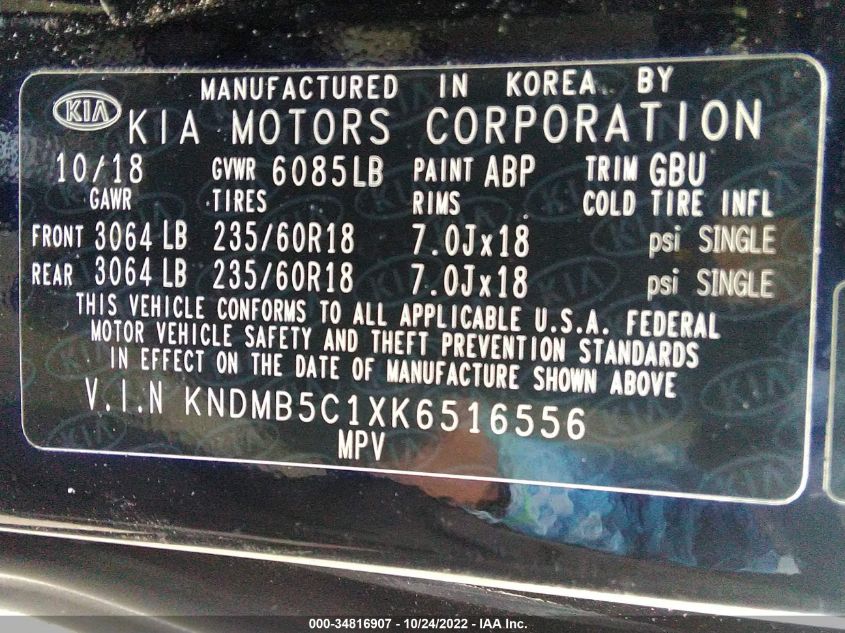 MANUFACTURED IN KOREA BY
KIA KIA MOTORS CORPORATION
10/18 GVWR 6085LB PAINT ABP TRIM GBU
GAWR TIRES RIMS COLD TIRE INFL
FRONT 3064 LB 235/60R18 7.0Jx18 psi SINGLE
REAR 3064 LB 235/60R18 7.0Jx18 psi SINGLE
THIS VEHICLE CONFORMS TO ALL APPLICABLE U.S.A. FEDERAL
MOTOR VEHICLE SAFETY AND THEFT PREVENTION STANDARDS
IN EFFECT ON THE DATE OF MANUFACTURE SHOWN ABOVE
V.I.N KNDMB5C1XK6516556
MPV
000-34816907 - 10/24/2022 - IAA Inc.